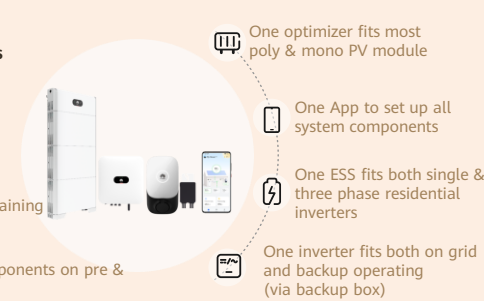 One optimizer fits most
poly & mono PV module
s
One App to set up all
system components
One ESS fits both single &
three phase residential
inverters
aining
One inverter fits both on grid
and backup operating
(via backup box)
ponents on pre &